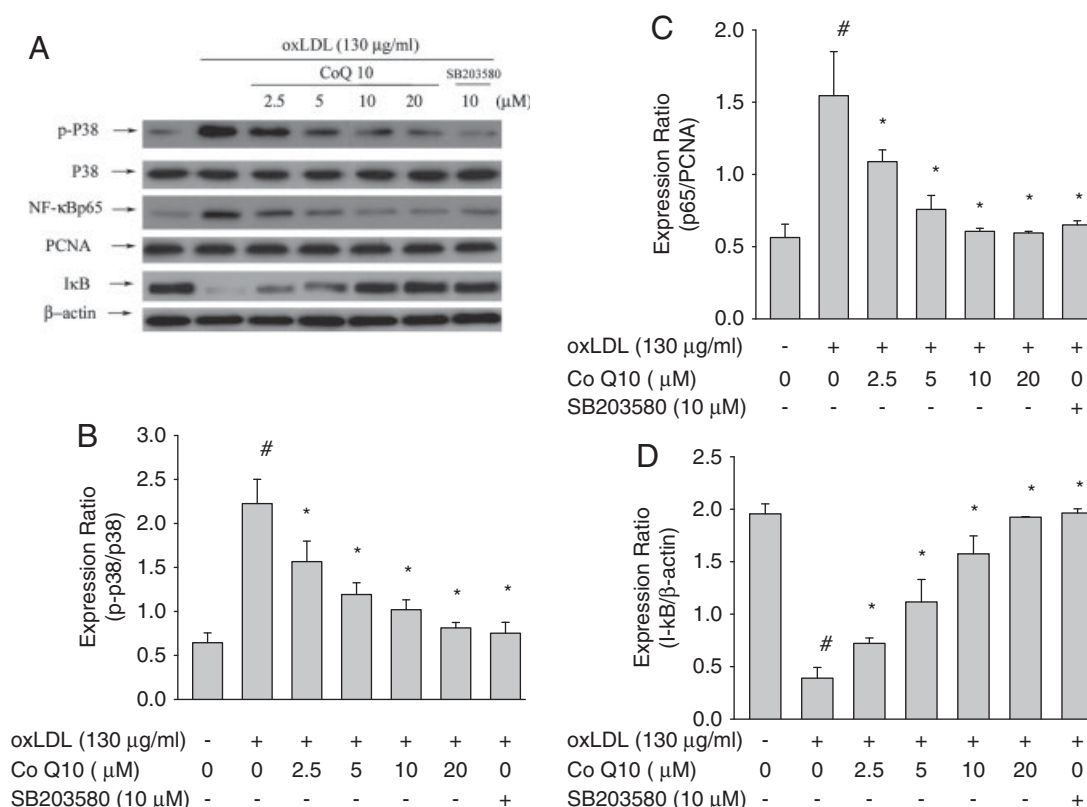 A
oxLDL (130 µg/ml)
CoQ 10
SB203580
2.5 5 10 20 10 (µM)
p-P38
P38
NF-κBp65
PCNA
IκB
β-actin
B
Expression Ratio
(p-p38/p38)
3.0
2.5
2.0
1.5
1.0
0.5
0.0
#
* * * * *
oxLDL (130 µg/ml) - + + + + + +
Co Q10 ( µM) 0 0 2.5 5 10 20 0
SB203580 (10 µM) - - - - - - +
C
Expression Ratio
(p65/PCNA)
2.0
1.5
1.0
0.5
0.0
#
* * * * *
oxLDL (130 µg/ml) - + + + + + +
Co Q10 ( µM) 0 0 2.5 5 10 20 0
SB203580 (10 µM) - - - - - - +
D
Expression Ratio
(I-kB/β-actin)
2.5
2.0
1.5
1.0
0.5
0.0
#
* * * * *
oxLDL (130 µg/ml) - + + + + + +
Co Q10 ( µM) 0 0 2.5 5 10 20 0
SB203580 (10 µM) - - - - - - +